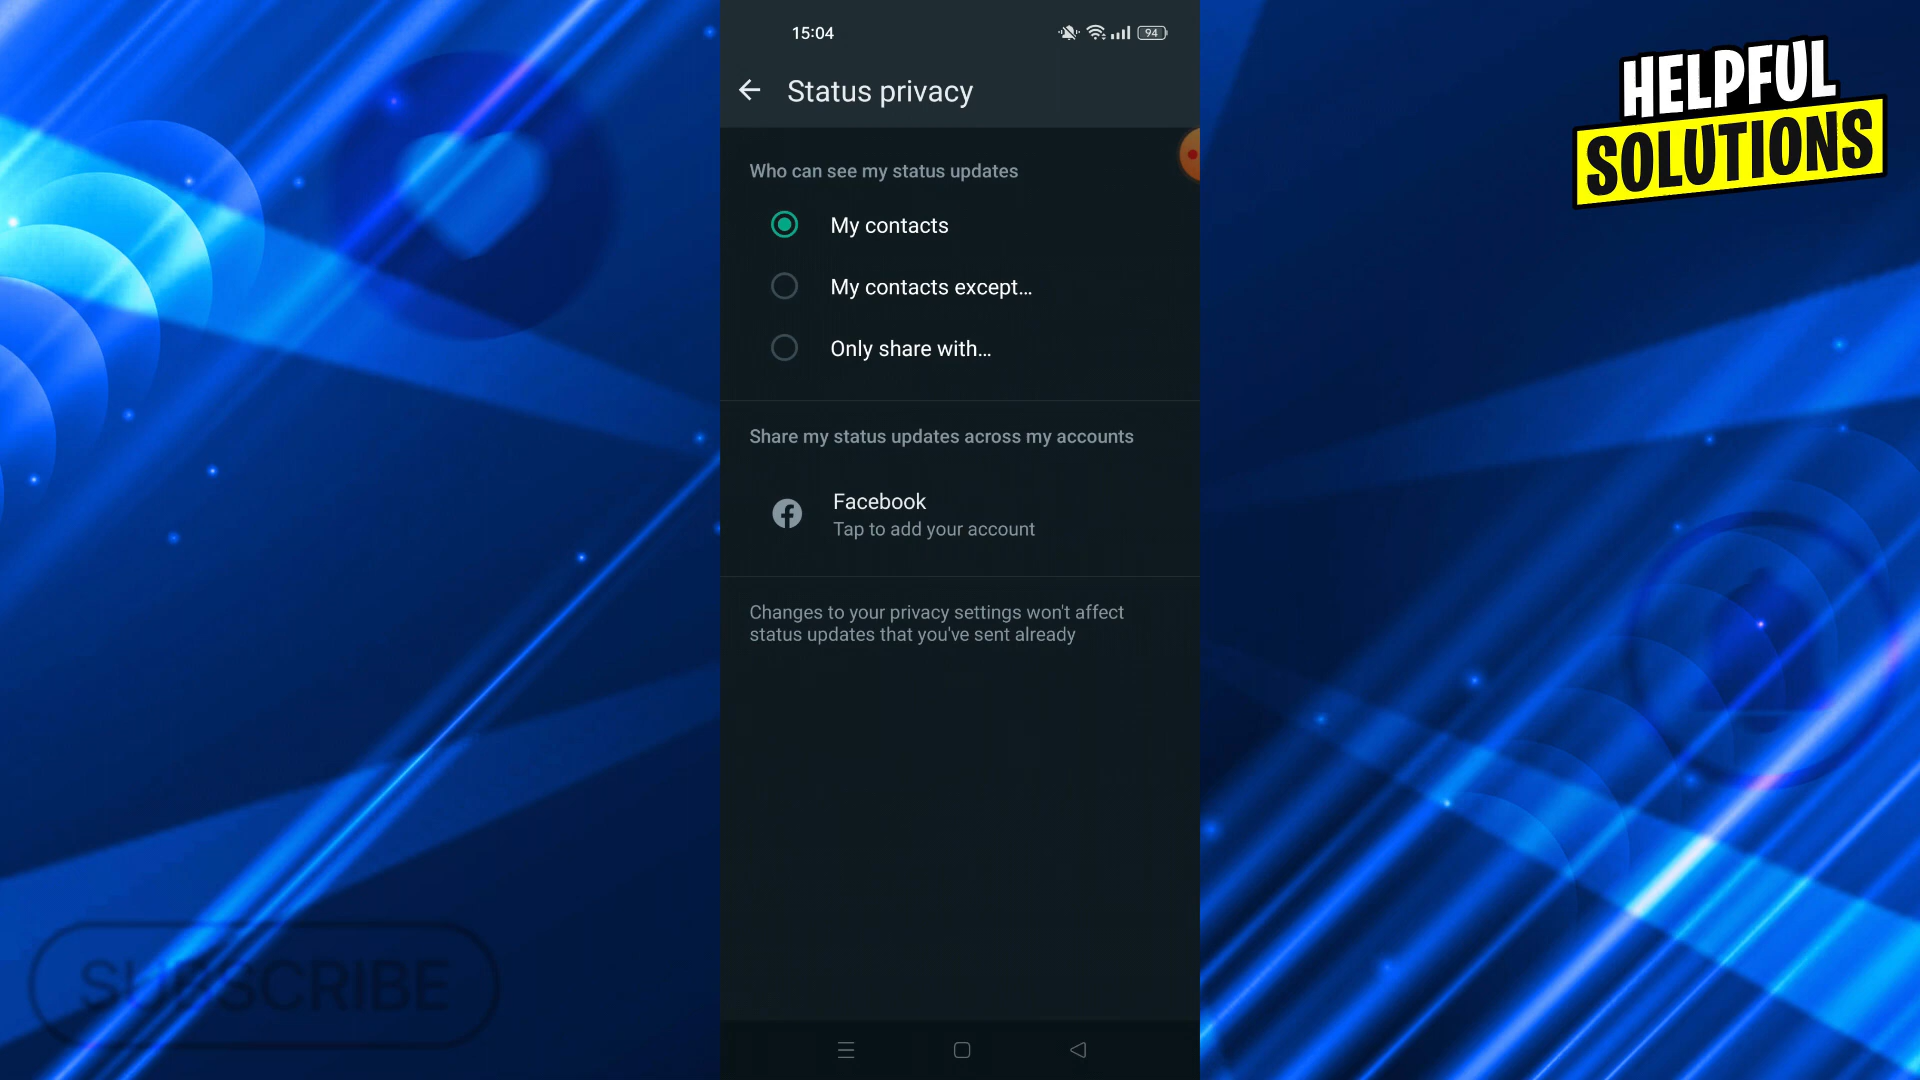 15:04
94
Status privacy
Who can see my status updates
My contacts
My contacts except...
Only share with...
Share my status updates across my accounts
Facebook
Tap to add your account
Changes to your privacy settings won't affect
status updates that you've sent already
HELPFUL
SOLUTIONS
SUBSCRIBE